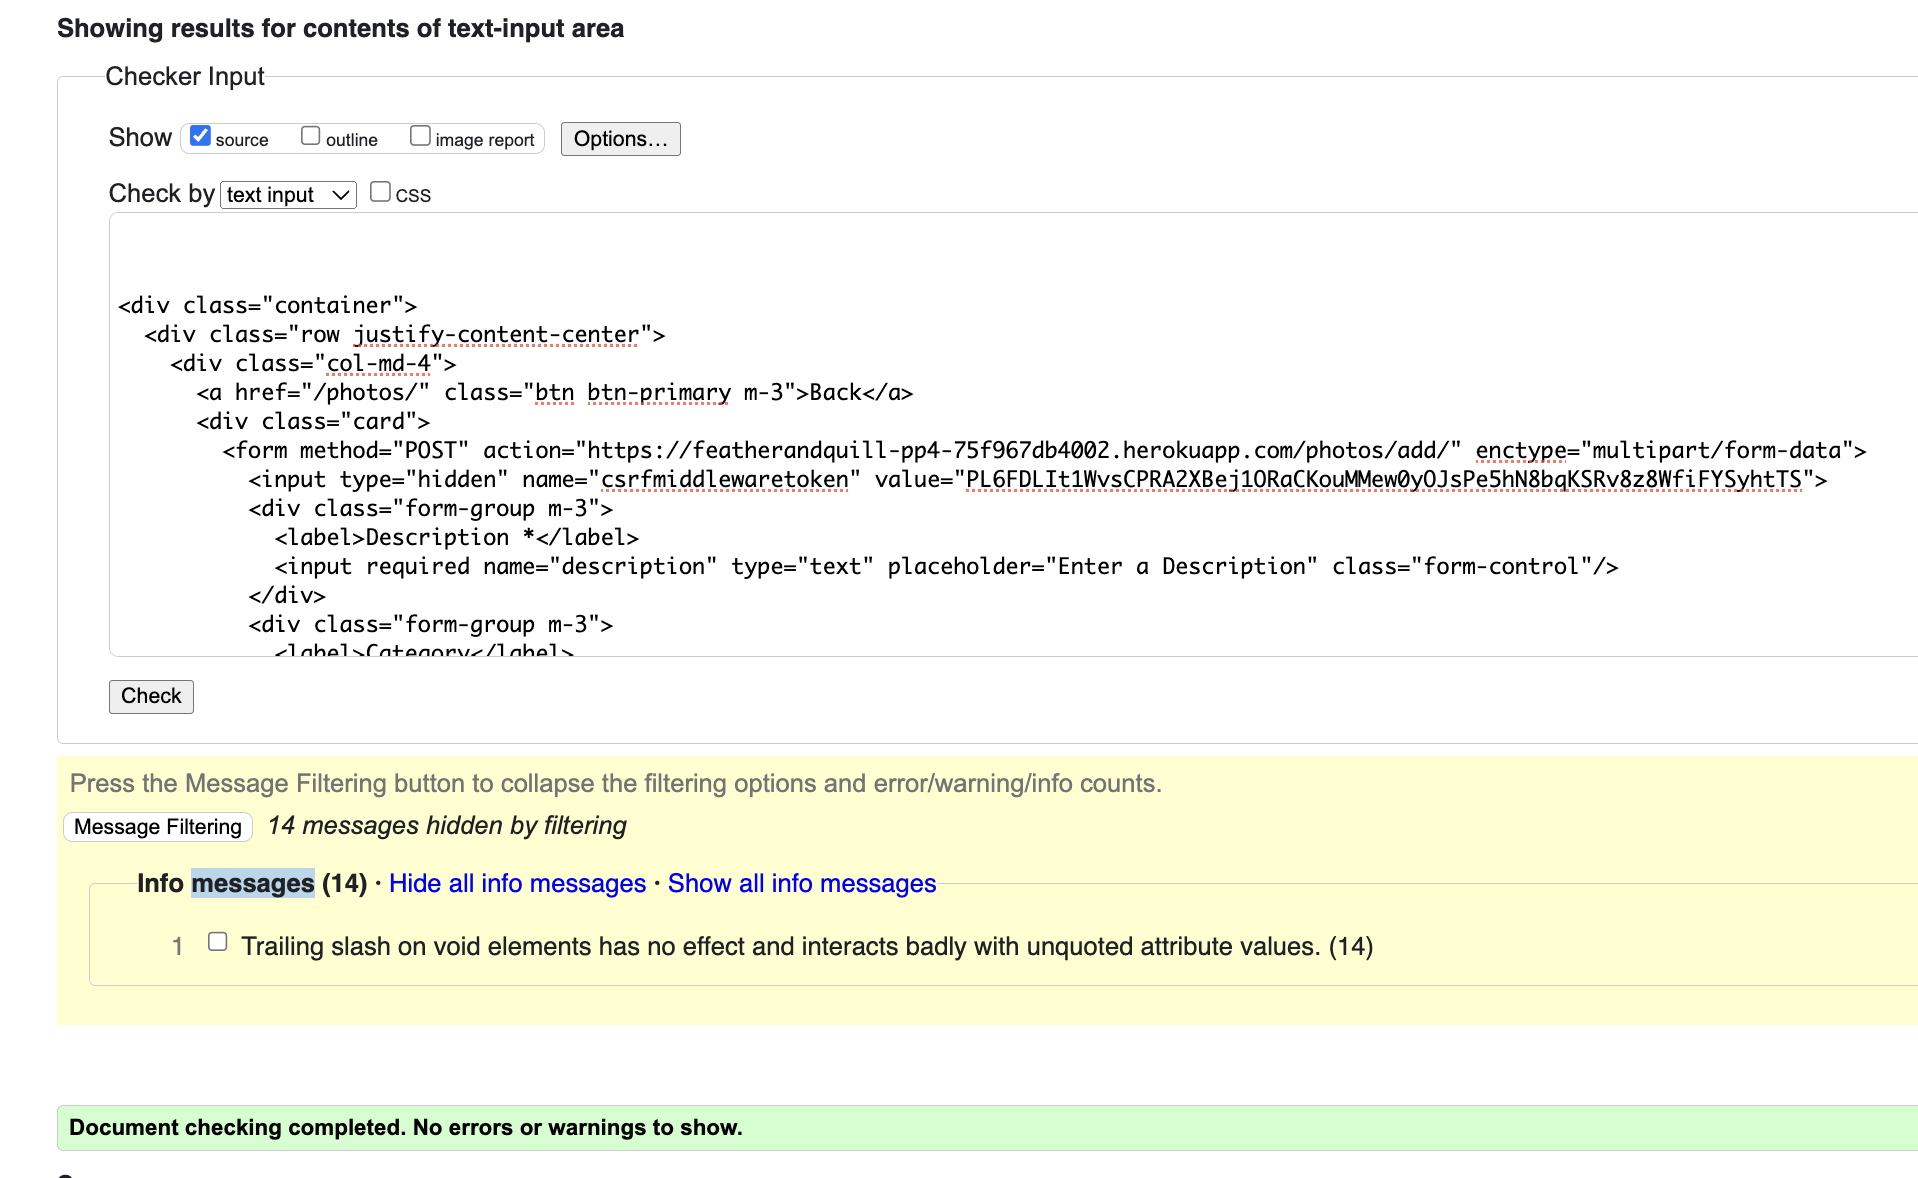 Showing results for contents of text-input area
Checker Input
Show source outline image report Options...
Check by text input CSS
<div class="container">
<div class="row justify-content-center">
<div class="col-md-4">
<a href="/photos/" class="btn btn-primary m-3">Back</a>
<div class="card">
<form method="POST" action="https://featherandquill-pp4-75f967db4002.herokuapp.com/photos/add/" enctype="multipart/form-data">
<input type="hidden" name="csrfmiddlewaretoken" value="PL6FDLIt1WvsCPRA2XBej1ORaCKouMMew0yOJsPe5hN8bqKSRv8z8WfiFYSyhtTS">
<div class="form-group m-3">
<label>Description *</label>
<input required name="description" type="text" placeholder="Enter a Description" class="form-control"/>
</div>
<div class="form-group m-3">
<label>Category</label>
Check
Press the Message Filtering button to collapse the filtering options and error/warning/info counts.
Message Filtering 14 messages hidden by filtering
Info messages (14) · Hide all info messages · Show all info messages
1 Trailing slash on void elements has no effect and interacts badly with unquoted attribute values. (14)
Document checking completed. No errors or warnings to show.